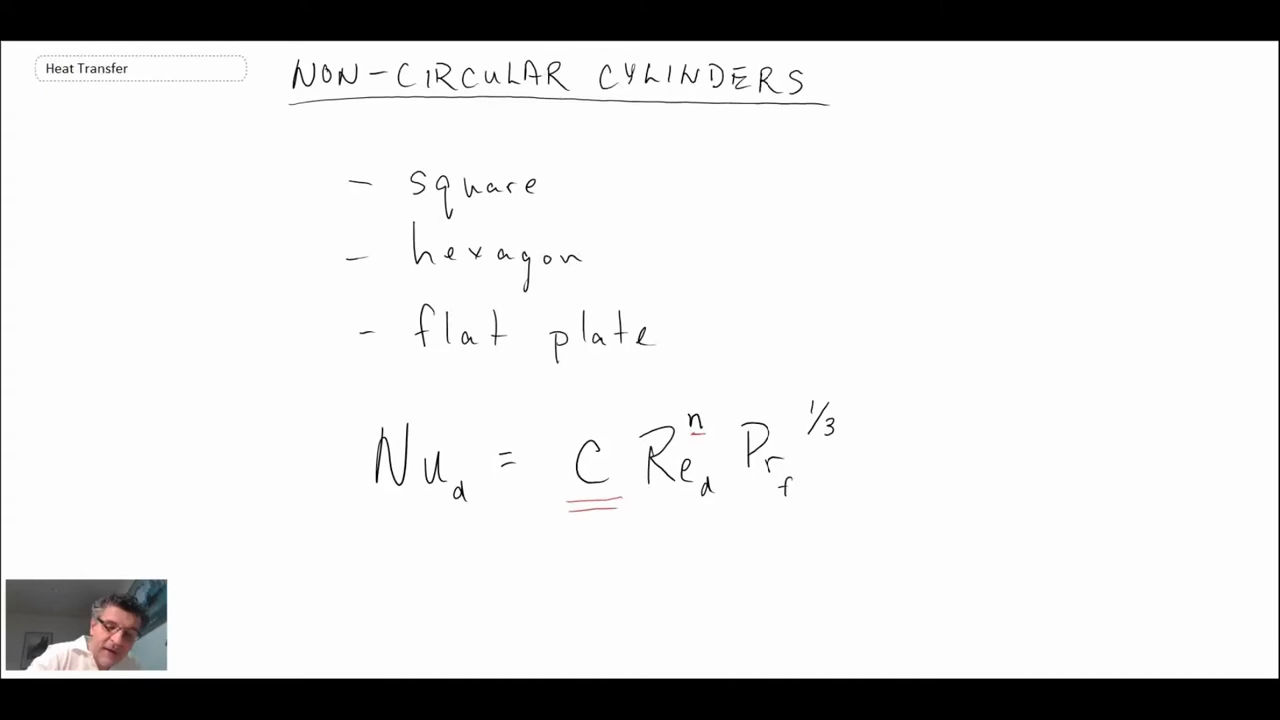 Heat Transfer
NON-CIRCULAR CYLINDERS
- square
- hexagon
- flat plate
Nu_d = C Re_d^n Pr_f^1/3